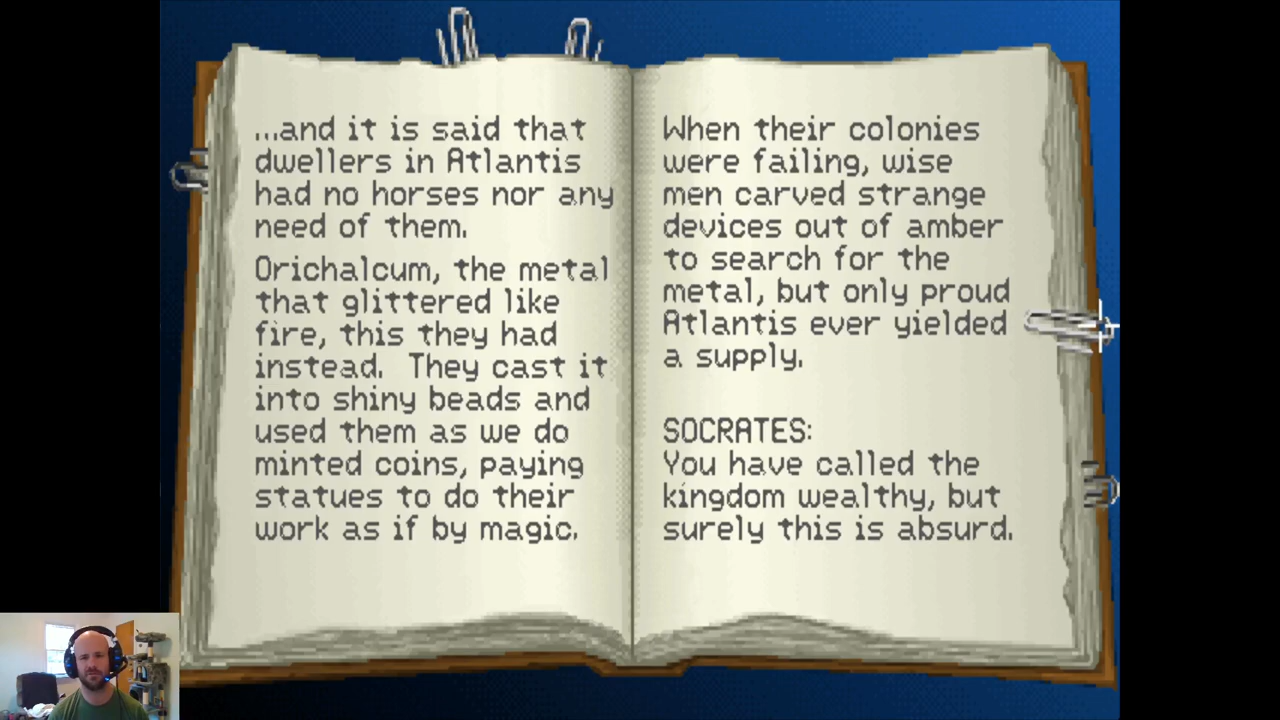 ...and it is said that
dwellers in Atlantis
had no horses nor any
need of them.
Orichalcum, the metal
that glittered like
fire, this they had
instead. They cast it
into shiny beads and
used them as we do
minted coins, paying
statues to do their
work as if by magic.
When their colonies
were failing, wise
men carved strange
devices out of amber
to search for the
metal, but only proud
Atlantis ever yielded
a supply.
SOCRATES:
You have called the
kingdom wealthy, but
surely this is absurd.